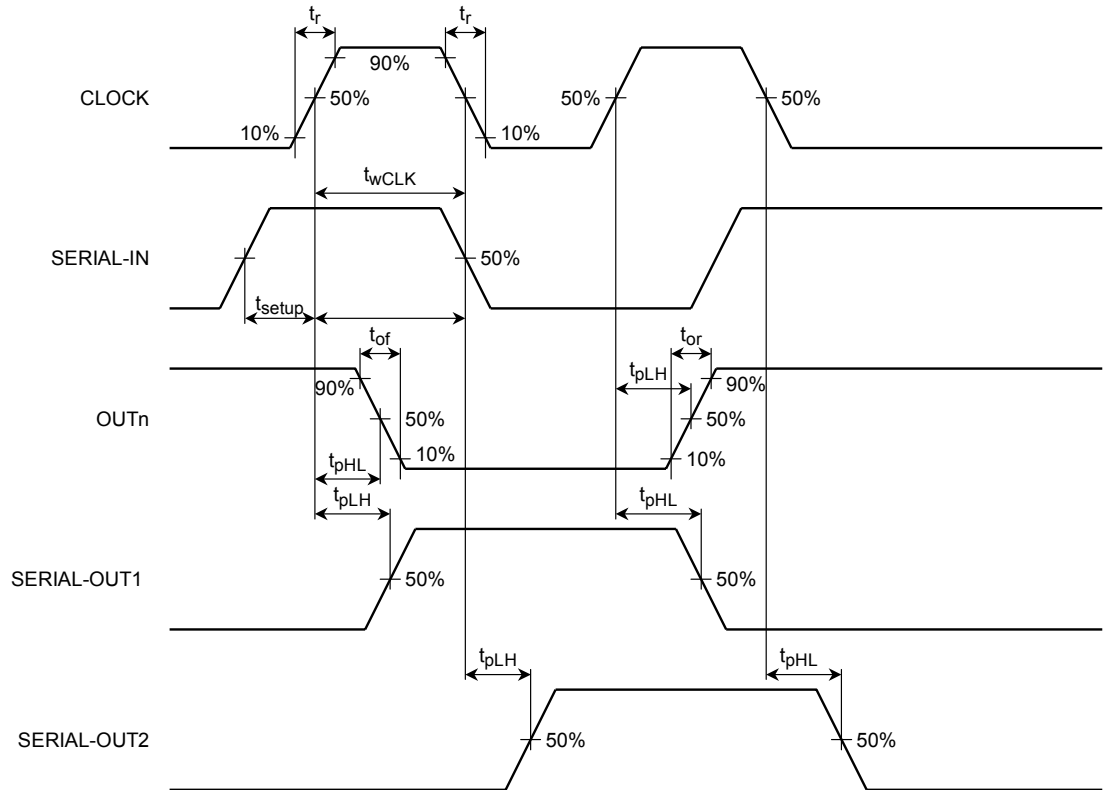 tr tr
90%
CLOCK 50% 50% 50%
10% 10%
twCLK
SERIAL-IN 50%
tsetup
tof tor
tpLH
90% 90%
OUTn 50% 50%
10% 10%
tpHL
tpLH tpHL
SERIAL-OUT1 50% 50%
tpLH tpHL
SERIAL-OUT2 50% 50%